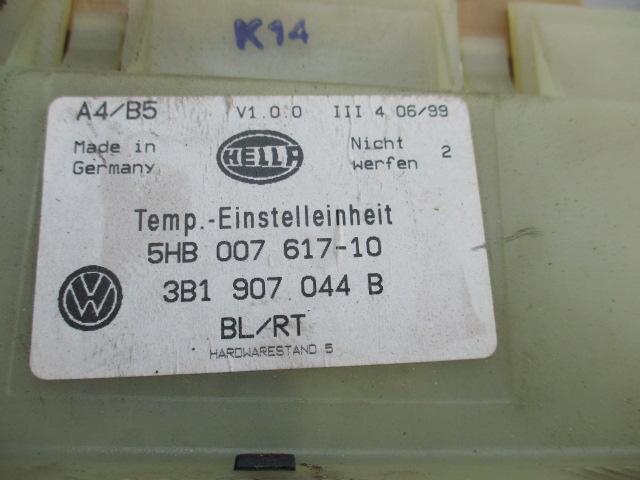 K14
A4/B5 V1.0.0 III 4 06/99
Made in Germany
HELLA
Nicht werfen 2
Temp.-Einstelleinheit
5HB 007 617-10
3B1 907 044 B
VW
BL/RT
HARDWARESTAND 5